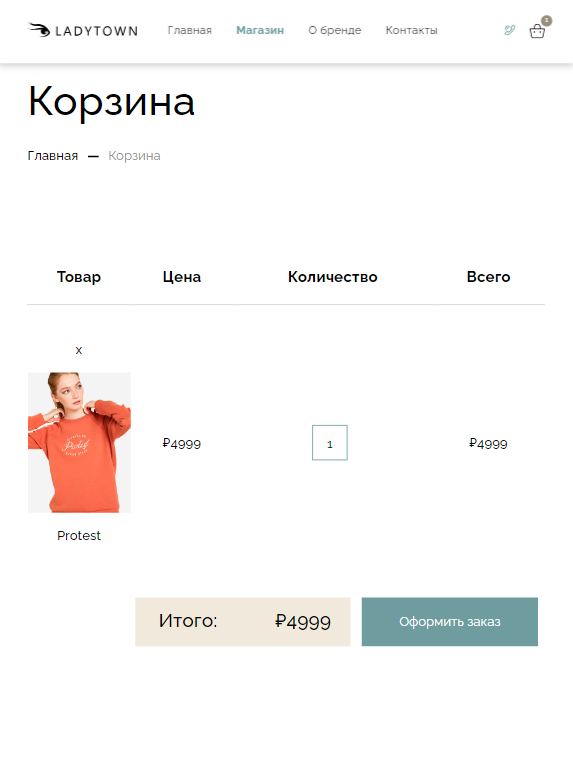 LADYTOWN Главная Магазин О бренде Контакты 1
Корзина
Главная — Корзина
Товар Цена Количество Всего
x
Protest
₽4999 1 ₽4999
Protest
Итого: ₽4999 Оформить заказ